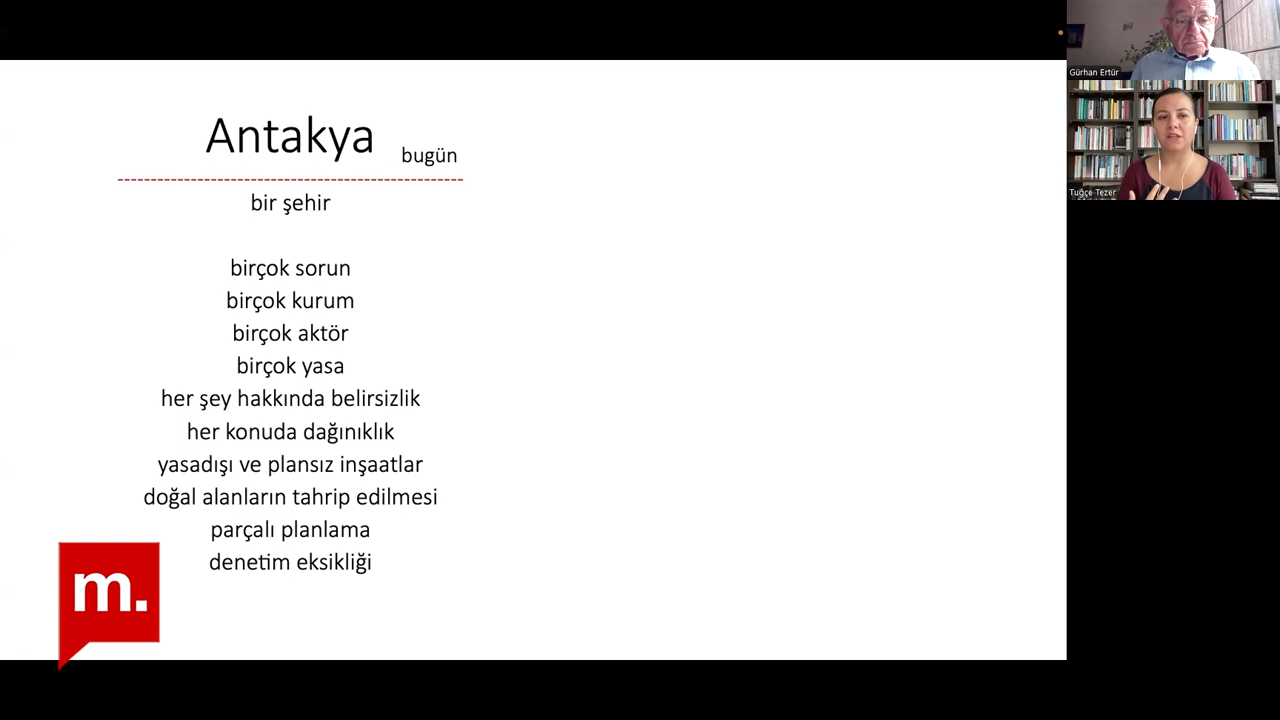 Antakya bugün
bir şehir
birçok sorun
birçok kurum
birçok aktör
birçok yasa
her şey hakkında belirsizlik
her konuda dağınıklık
yasadışı ve plansız inşaatlar
doğal alanların tahrip edilmesi
parçalı planlama
denetim eksikliği
m.
Gürhan Ertür
Tuğçe Tezer